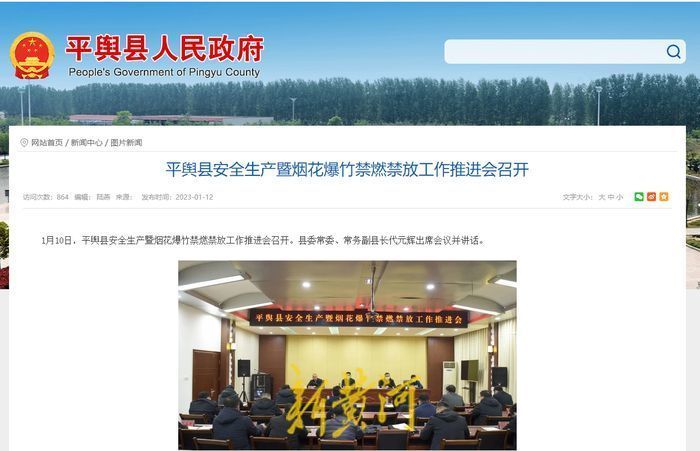 平舆县人民政府
People's Government of Pingyu County
网站首页 / 新闻中心 / 图片新闻
平舆县安全生产暨烟花爆竹禁燃禁放工作推进会召开
访问次数：864 编辑：陆燕 来源： 发布时间：2023-01-12 文字大小：大 中 小
1月10日，平舆县安全生产暨烟花爆竹禁燃禁放工作推进会召开。县委常委、常务副县长代元辉出席会议并讲话。
平舆县安全生产暨烟花爆竹禁燃禁放工作推进会
新黄河